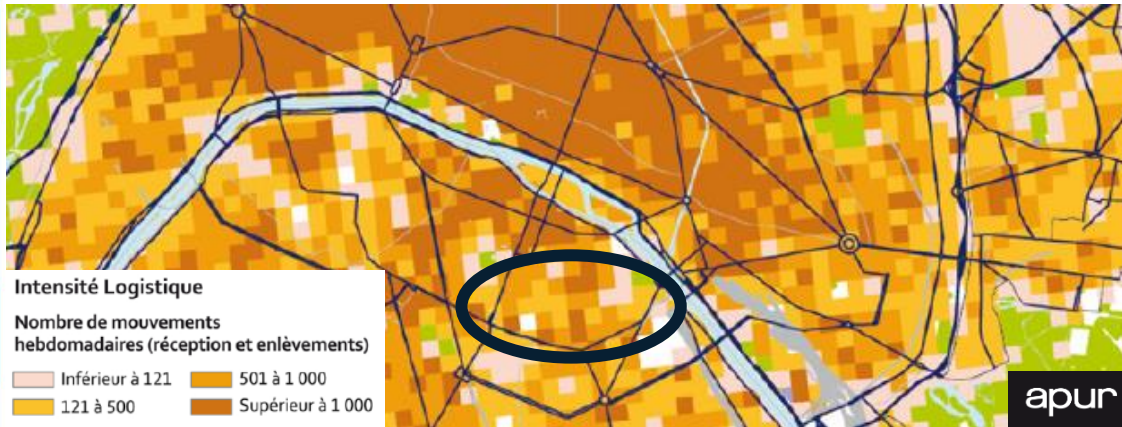 Intensité Logistique
Nombre de mouvements
hebdomadaires (réception et enlèvements)
Inférieur à 121
501 à 1 000
121 à 500
Supérieur à 1 000
apur